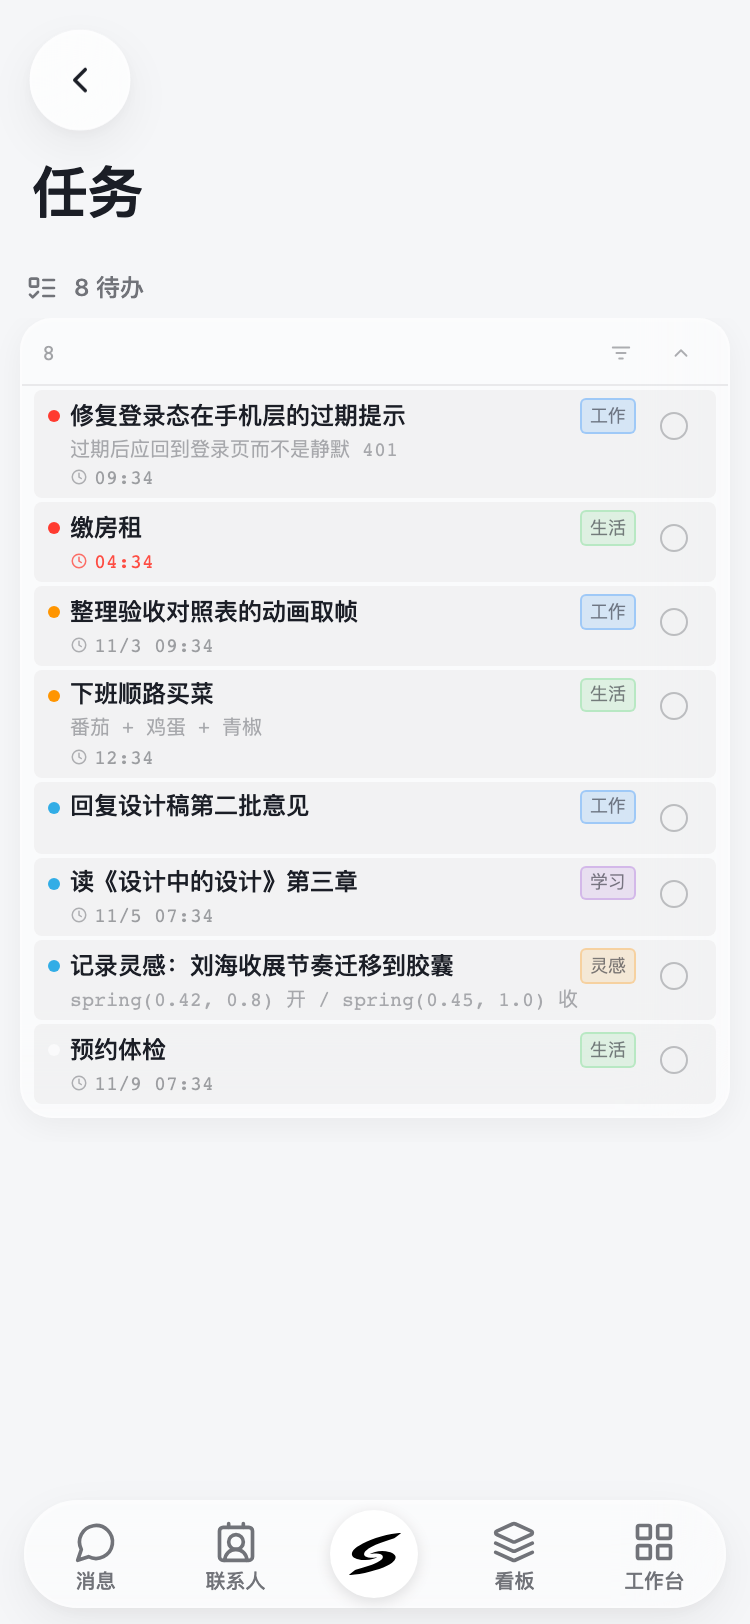 任务
8 待办
8
修复登录态在手机层的过期提示 工作
过期后应回到登录页而不是静默 401
09:34
缴房租 生活
04:34
整理验收对照表的动画取帧 工作
11/3 09:34
下班顺路买菜 生活
番茄 + 鸡蛋 + 青椒
12:34
回复设计稿第二批意见 工作
读《设计中的设计》第三章 学习
11/5 07:34
记录灵感：刘海收展节奏迁移到胶囊 灵感
spring(0.42, 0.8) 开 / spring(0.45, 1.0) 收
预约体检 生活
11/9 07:34
消息 联系人 看板 工作台